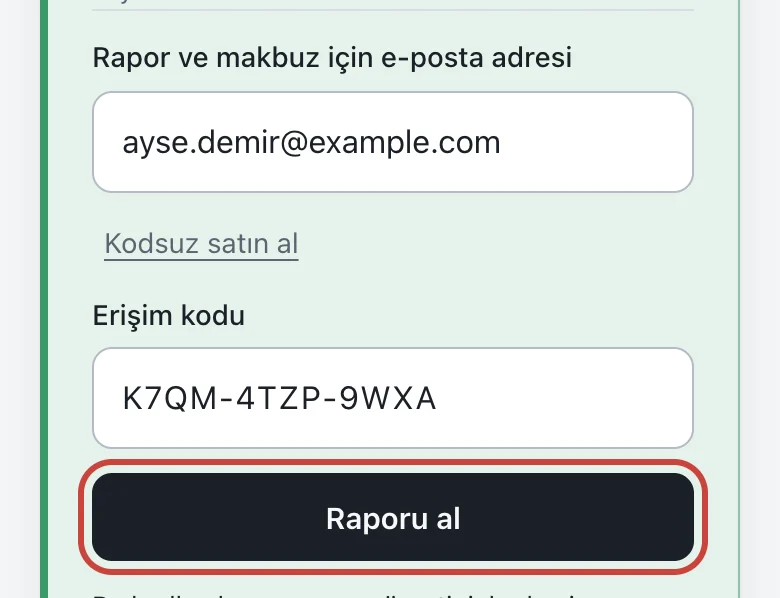 Rapor ve makbuz için e-posta adresi
ayse.demir@example.com
Kodsuz satın al
Erişim kodu
K7QM-4TZP-9WXA
Raporu al